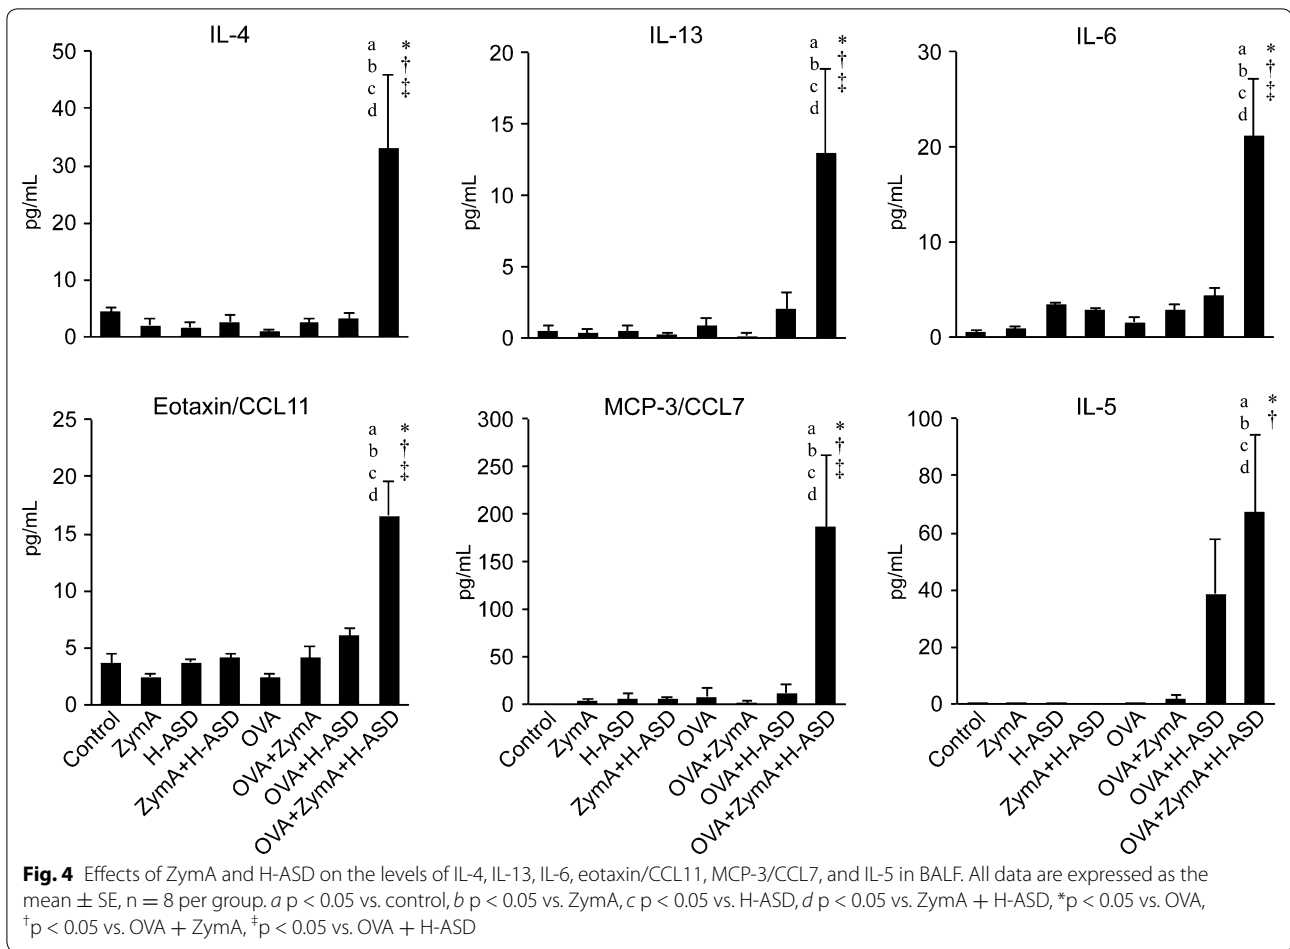 IL-4
50
40
30
20
10
0
pg/mL
a
b
c
d
*
†
‡
IL-13
20
15
10
5
0
pg/mL
a
b
c
d
*
†
‡
IL-6
30
20
10
0
pg/mL
a
b
c
d
*
†
‡
Eotaxin/CCL11
25
20
15
10
5
0
pg/mL
a
b
c
d
*
†
‡
Control
ZymA
H-ASD
ZymA+H-ASD
OVA
OVA+ZymA
OVA+H-ASD
OVA+ZymA+H-ASD
MCP-3/CCL7
300
250
200
150
100
50
0
pg/mL
a
b
c
d
*
†
‡
Control
ZymA
H-ASD
ZymA+H-ASD
OVA
OVA+ZymA
OVA+H-ASD
OVA+ZymA+H-ASD
IL-5
100
80
60
40
20
0
pg/mL
a
b
c
d
*
†
Control
ZymA
H-ASD
ZymA+H-ASD
OVA
OVA+ZymA
OVA+H-ASD
OVA+ZymA+H-ASD
Fig. 4 Effects of ZymA and H-ASD on the levels of IL-4, IL-13, IL-6, eotaxin/CCL11, MCP-3/CCL7, and IL-5 in BALF. All data are expressed as the
mean ± SE, n = 8 per group. a p < 0.05 vs. control, b p < 0.05 vs. ZymA, c p < 0.05 vs. H-ASD, d p < 0.05 vs. ZymA + H-ASD, *p < 0.05 vs. OVA,
†p < 0.05 vs. OVA + ZymA, ‡p < 0.05 vs. OVA + H-ASD